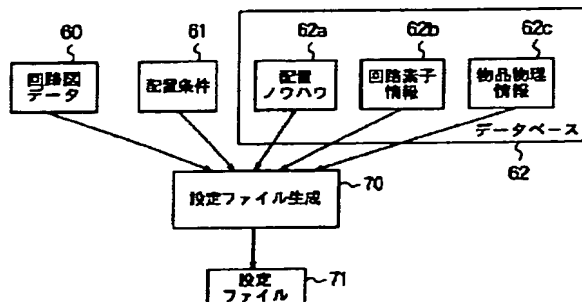 60
61
62a
62b
62c
回路図
データ
配置条件
配置
ノウハウ
回路素子
情報
物品物理
情報
データベース
62
設定ファイル生成
70
設定
ファイル
71